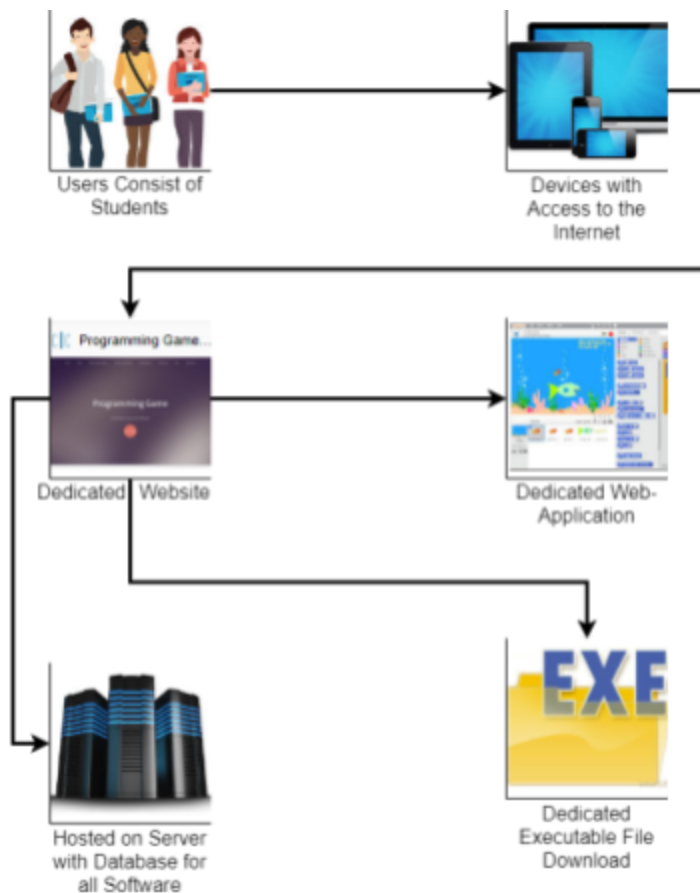 Users Consist of
Students
Devices with
Access to the
Internet
Programming Game...
Programming Game
Dedicated Website
Dedicated Web-
Application
EXE
Hosted on Server
with Database for
all Software
Dedicated
Executable File
Download